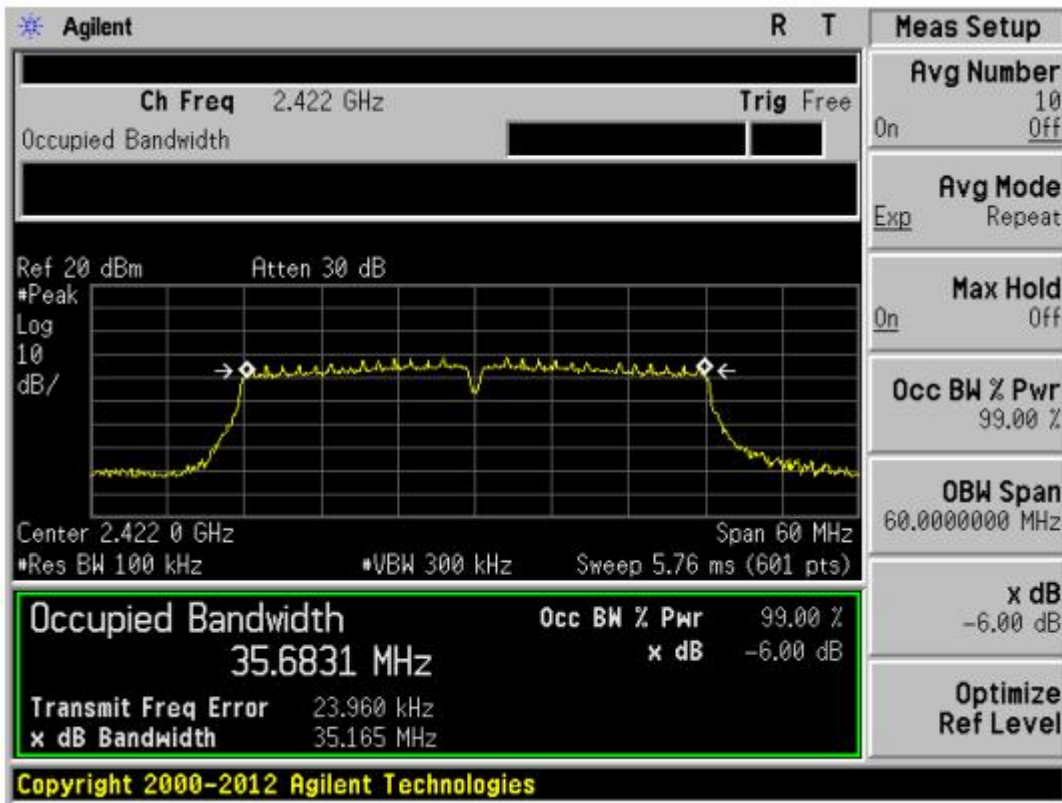 Agilent R T
Ch Freq 2.422 GHz Trig Free
Occupied Bandwidth
Ref 20 dBm Atten 30 dB
#Peak
Log
10
dB/
Center 2.422 0 GHz Span 60 MHz
#Res BW 100 kHz #VBW 300 kHz Sweep 5.76 ms (601 pts)
Occupied Bandwidth
35.6831 MHz
Occ BW % Pwr 99.00 %
x dB -6.00 dB
Transmit Freq Error 23.960 kHz
x dB Bandwidth 35.165 MHz
Copyright 2000-2012 Agilent Technologies
Meas Setup
Avg Number
10
On Off
Avg Mode
Exp Repeat
Max Hold
On Off
Occ BW % Pwr
99.00 %
OBW Span
60.0000000 MHz
x dB
-6.00 dB
Optimize
Ref Level